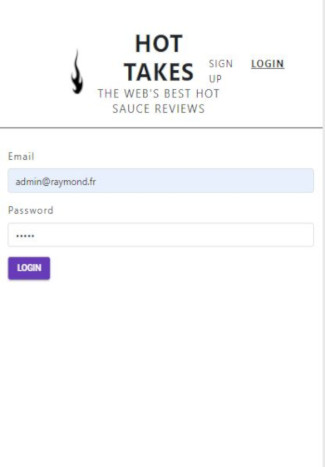 HOT
TAKES
THE WEB'S BEST HOT
SAUCE REVIEWS
SIGN
UP
LOGIN
Email
admin@raymond.fr
Password
•••••
LOGIN